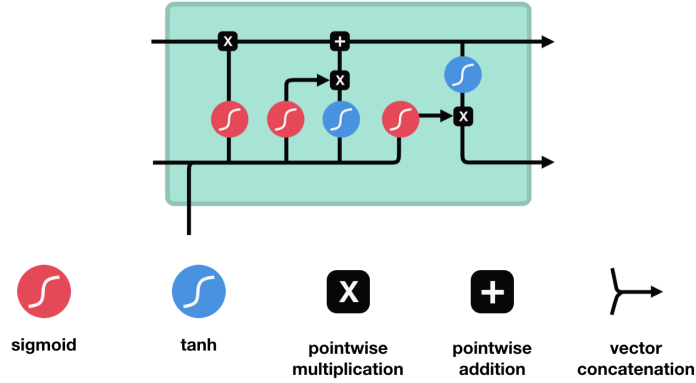 X
+
X
X
X
+
sigmoid
tanh
pointwise
multiplication
pointwise
addition
vector
concatenation